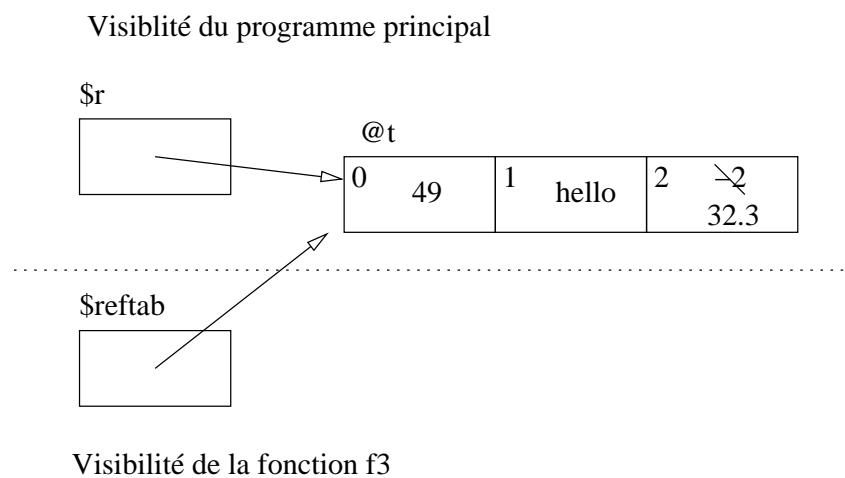 Visiblité du programme principal
$r
@t
0 49 1 hello 2 −2
32.3
$reftab
Visibilité de la fonction f3